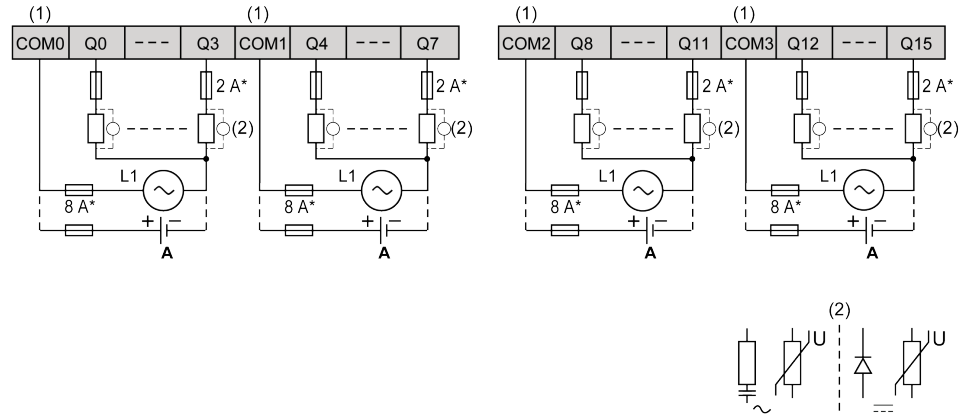 (1) (1) (1) (1)
COM0 Q0 --- Q3 COM1 Q4 --- Q7 COM2 Q8 --- Q11 COM3 Q12 --- Q15
2 A* 2 A* 2 A* 2 A*
(2) (2) (2) (2)
L1 L1 L1 L1
8 A* 8 A* 8 A* 8 A*
+ − + − + − + −
A A A A
(2)
U U